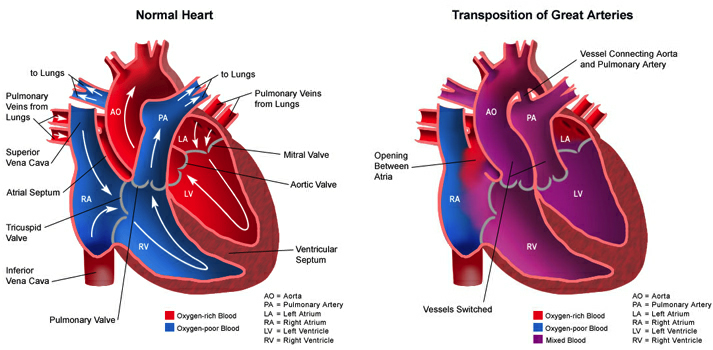 Normal Heart
to Lungs
to Lungs
Pulmonary
Veins from
Lungs
Pulmonary Veins
from Lungs
AO
PA
Superior
Vena Cava
LA
Mitral Valve
Atrial Septum
Aortic Valve
RA
LV
Tricuspid
Valve
RV
Ventricular
Septum
Inferior
Vena Cava
Pulmonary Valve
Oxygen-rich Blood
Oxygen-poor Blood
AO = Aorta
PA = Pulmonary Artery
LA = Left Atrium
RA = Right Atrium
LV = Left Ventricle
RV = Right Ventricle
Transposition of Great Arteries
Vessel Connecting Aorta
and Pulmonary Artery
AO
PA
LA
Opening
Between
Atria
RA
LV
RV
Vessels Switched
Oxygen-rich Blood
Oxygen-poor Blood
Mixed Blood
AO = Aorta
PA = Pulmonary Artery
LA = Left Atrium
RA = Right Atrium
LV = Left Ventricle
RV = Right Ventricle